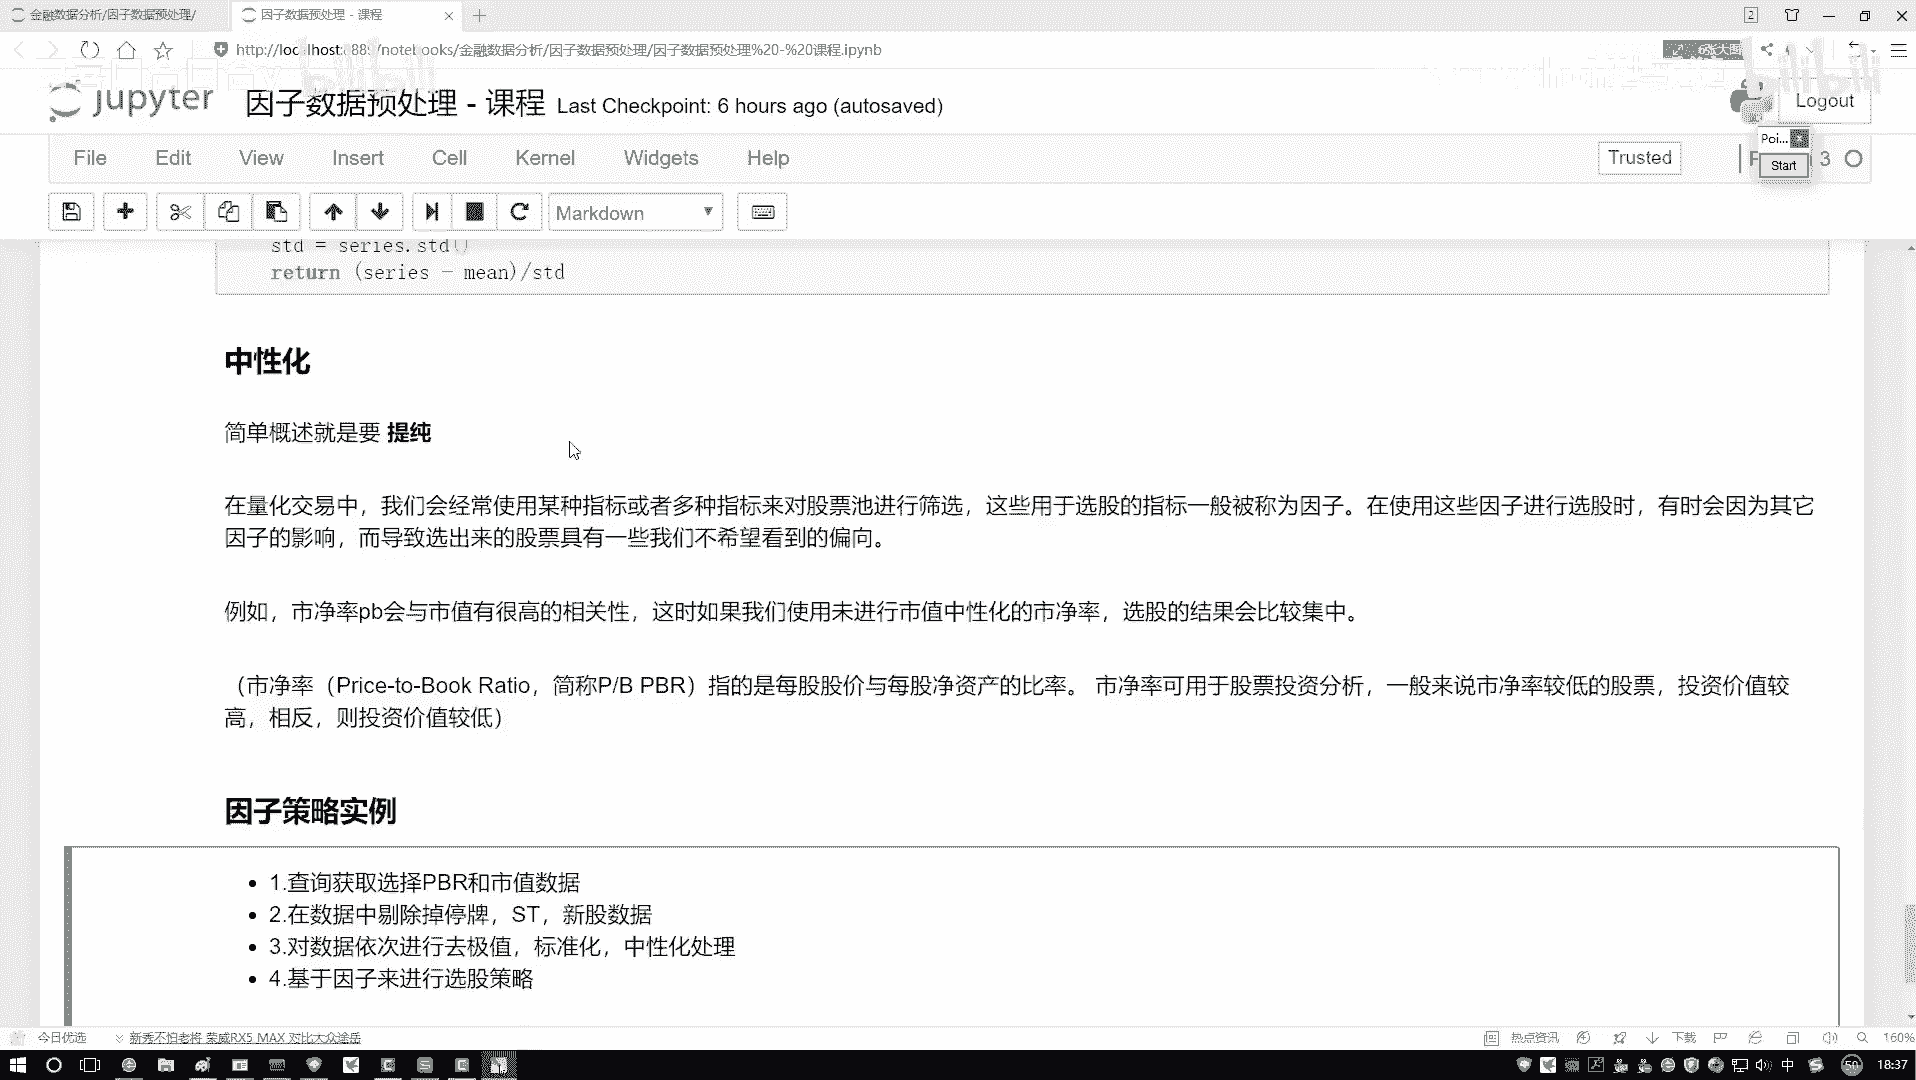 金融数据分析/因子数据预处理/
因子数据预处理 - 课程
2
/notebooks/金融数据分析/因子数据预处理/因子数据预处理%20-%20课程.ipynb
bilibili
bilibili
jupyter 因子数据预处理 - 课程 Last Checkpoint: 6 hours ago (autosaved)
Logout
Poi...
Start
File Edit View Insert Cell Kernel Widgets Help
Trusted
3
Markdown
std = series.std()
return (series - mean)/std
中性化
简单概述就是要 提纯
在量化交易中，我们会经常使用某种指标或者多种指标来对股票池进行筛选，这些用于选股的指标一般被称为因子。在使用这些因子进行选股时，有时会因为其它
因子的影响，而导致选出来的股票具有一些我们不希望看到的偏向。
例如，市净率pb会与市值有很高的相关性，这时如果我们使用未进行市值中性化的市净率，选股的结果会比较集中。
（市净率（Price-to-Book Ratio，简称P/B PBR）指的是每股股价与每股净资产的比率。 市净率可用于股票投资分析，一般来说市净率较低的股票，投资价值较
高，相反，则投资价值较低）
因子策略实例
• 1.查询获取选择PBR和市值数据
• 2.在数据中剔除掉停牌，ST，新股数据
• 3.对数据依次进行去极值，标准化，中性化处理
• 4.基于因子来进行选股策略
今日优选
新秀不怕老将 荣威RX5 MAX 对比大众途岳
热点资讯
下载
160%
中
50
18:37